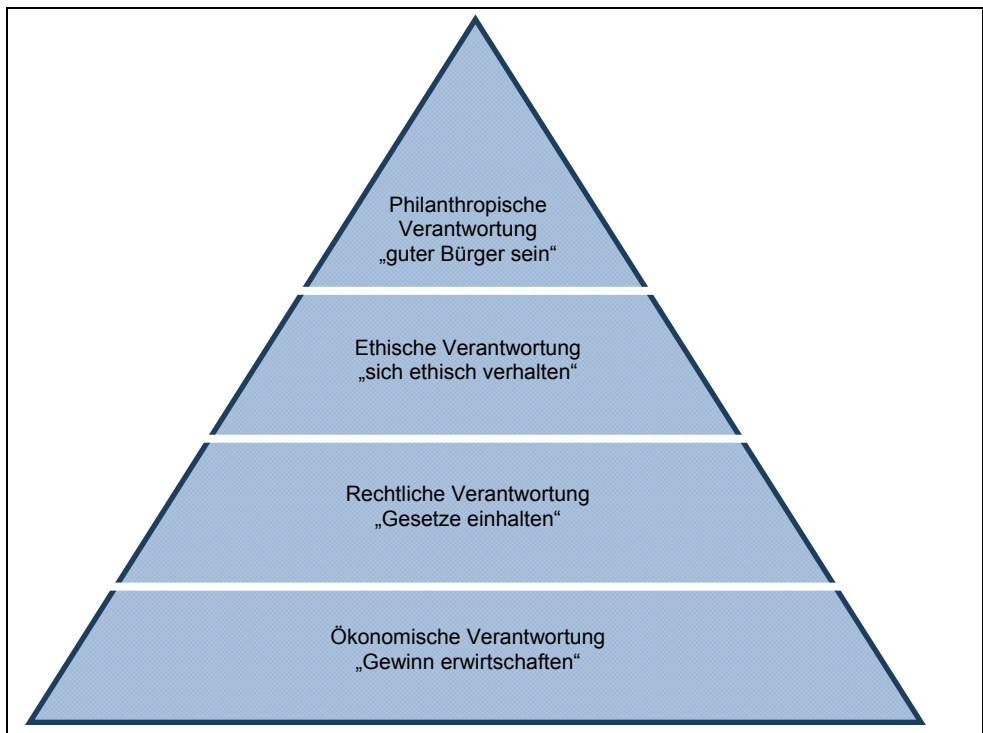 Philanthropische
Verantwortung
„guter Bürger sein“
Ethische Verantwortung
„sich ethisch verhalten“
Rechtliche Verantwortung
„Gesetze einhalten“
Ökonomische Verantwortung
„Gewinn erwirtschaften“